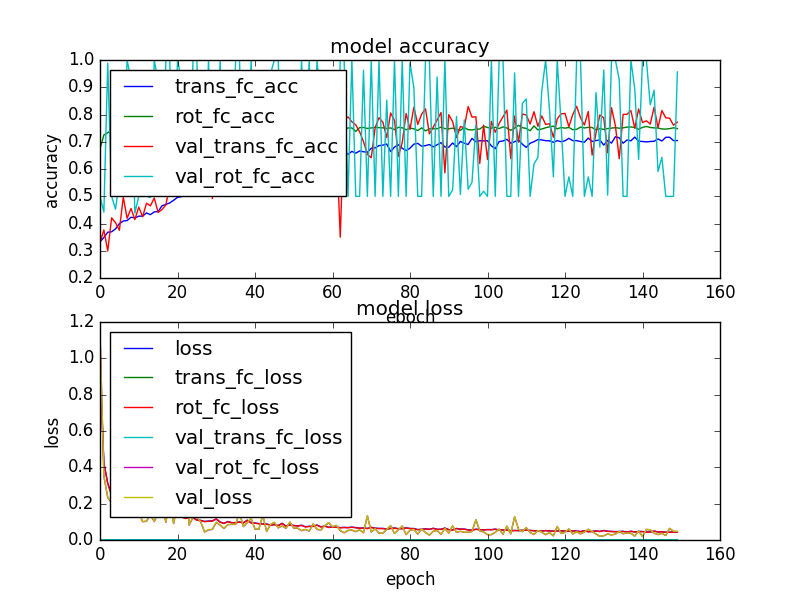 model accuracy
1.0
0.9
0.8
0.7
0.6
0.5
0.4
0.3
0.2
accuracy
trans_fc_acc
rot_fc_acc
val_trans_fc_acc
val_rot_fc_acc
0 20 40 60 80 100 120 140 160
epoch
model loss
1.2
1.0
0.8
0.6
0.4
0.2
0.0
loss
loss
trans_fc_loss
rot_fc_loss
val_trans_fc_loss
val_rot_fc_loss
val_loss
0 20 40 60 80 100 120 140 160
epoch